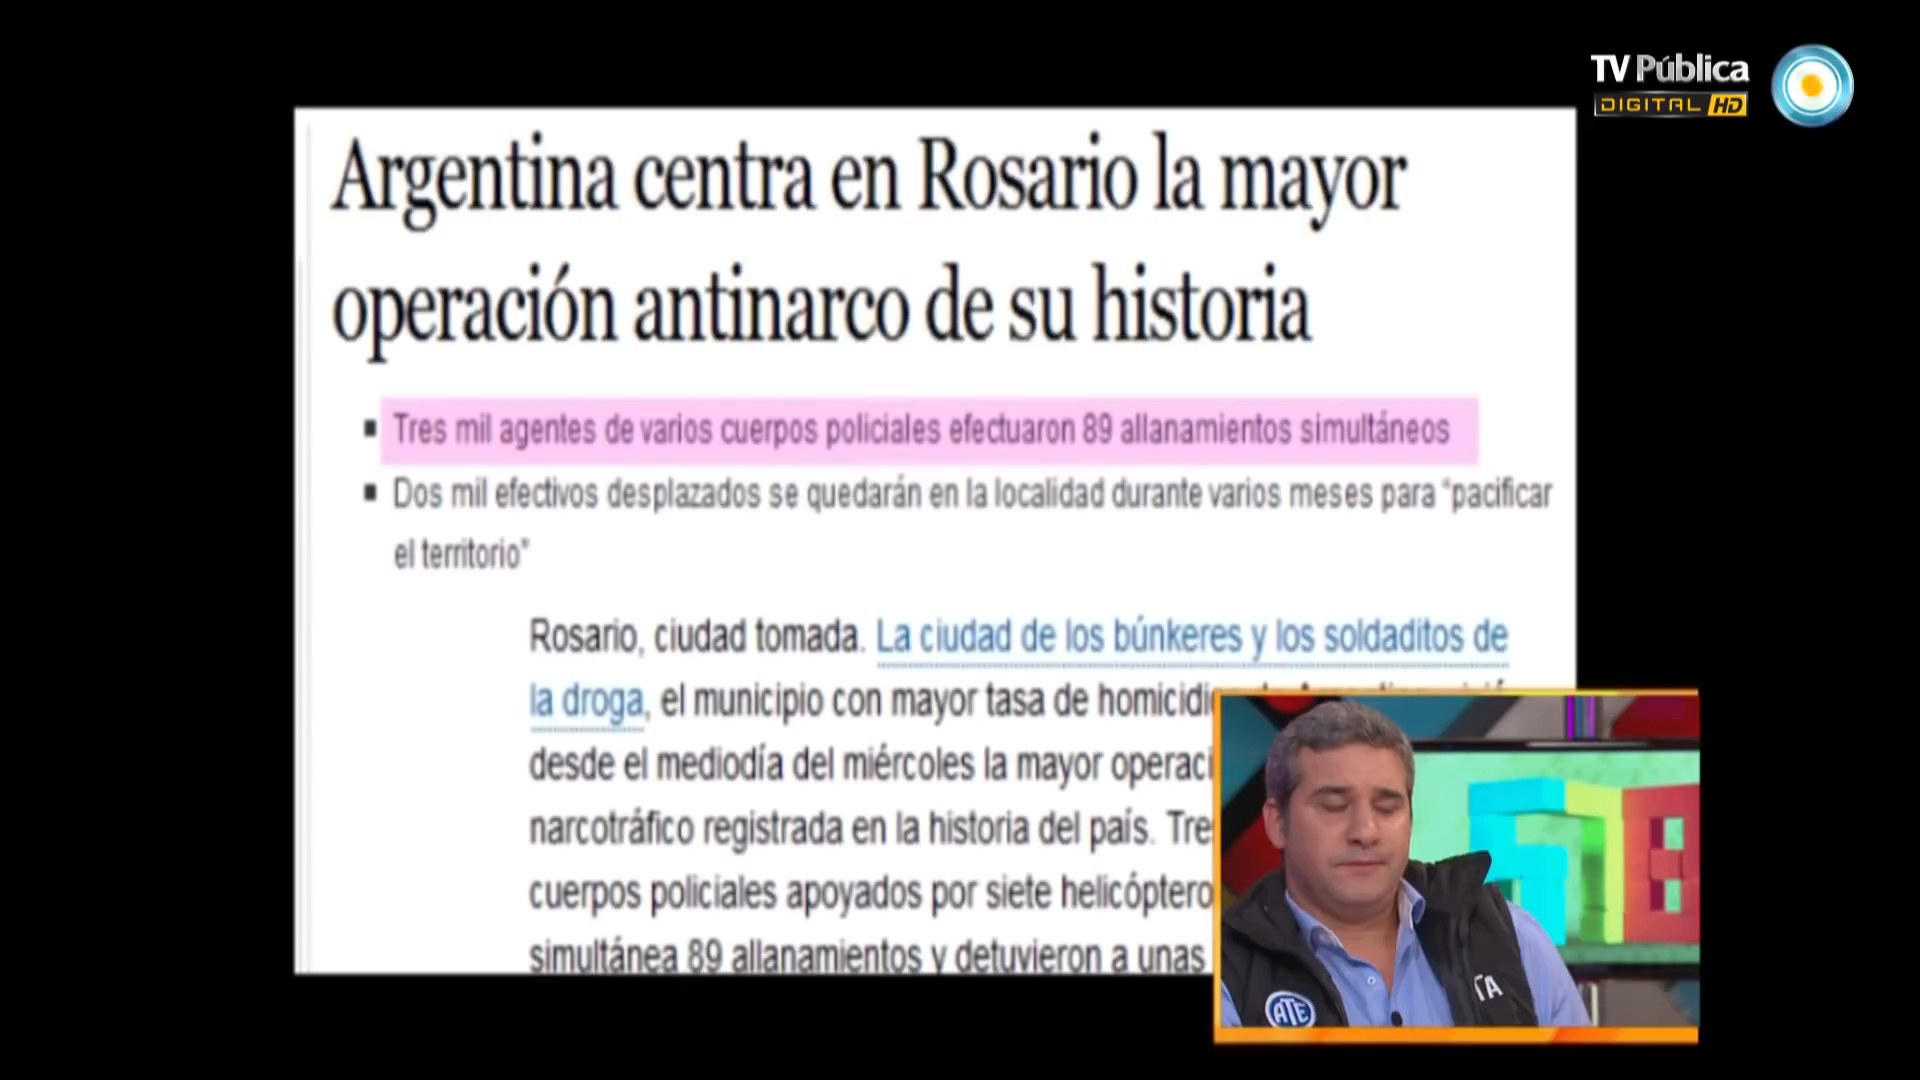 TV Pública
DIGITAL HD
Argentina centra en Rosario la mayor
operación antinarco de su historia
▪ Tres mil agentes de varios cuerpos policiales efectuaron 89 allanamientos simultáneos
▪ Dos mil efectivos desplazados se quedarán en la localidad durante varios meses para “pacificar
el territorio”
Rosario, ciudad tomada. La ciudad de los búnkeres y los soldaditos de
la droga, el municipio con mayor tasa de
desde el mediodía del miércoles la mayor
narcotráfico registrada en la historia del país.
cuerpos policiales apoyados por siete
simultánea 89 allanamientos y detuvieron a unas
678
ATE
TA